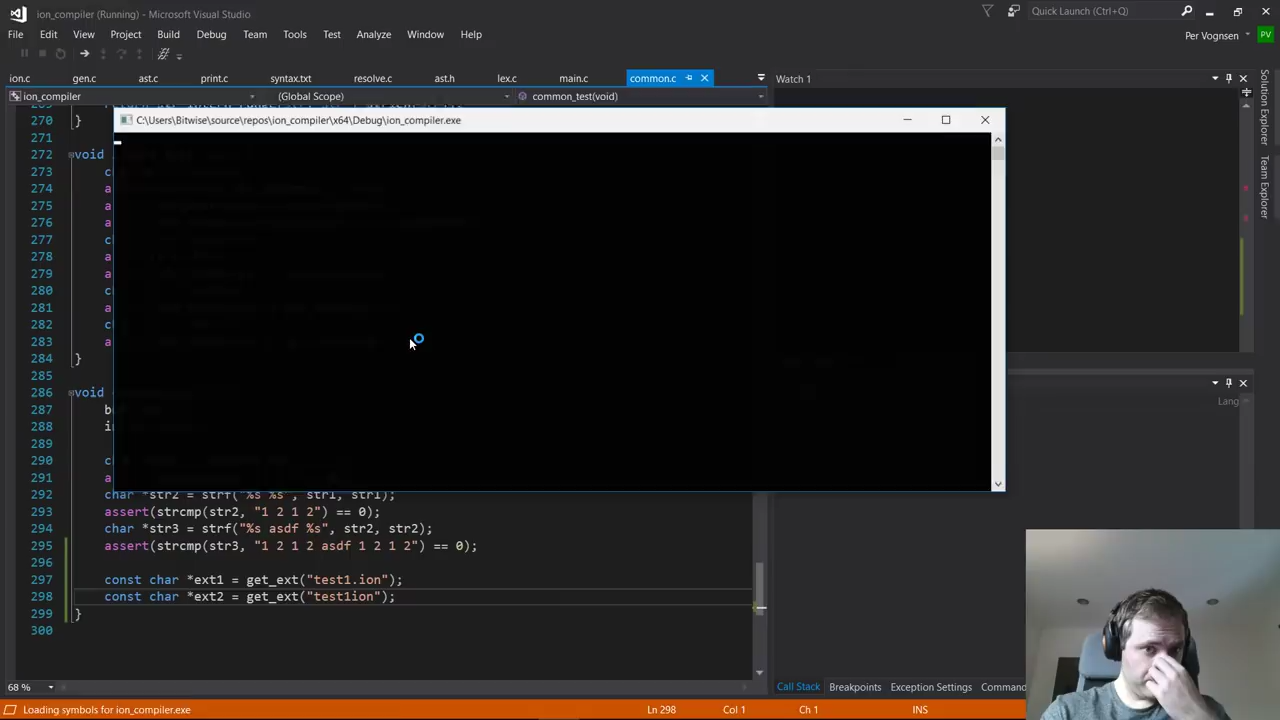 ion_compiler (Running) - Microsoft Visual Studio
Quick Launch (Ctrl+Q)
File Edit View Project Build Debug Team Tools Test Analyze Window Help
Per Vognsen PV
ion.c gen.c ast.c print.c syntax.txt resolve.c ast.h lex.c main.c common.c
Watch 1
ion_compiler (Global Scope) common_test(void)
C:\Users\Bitwise\source\repos\ion_compiler\x64\Debug\ion_compiler.exe
270 }
271
272 void
273
274
275
276
277
278
279
280
281
282
283
284 }
285
286 void
287
288
289
290
291
292 char *str2 = strf("%s %s", str1, str1);
293 assert(strcmp(str2, "1 2 1 2") == 0);
294 char *str3 = strf("%s asdf %s", str2, str2);
295 assert(strcmp(str3, "1 2 1 2 asdf 1 2 1 2") == 0);
296
297 const char *ext1 = get_ext("test1.ion");
298 const char *ext2 = get_ext("test1ion");
299 }
300
Lang
Solution Explorer
Team Explorer
68 %
Call Stack Breakpoints Exception Settings Command
Loading symbols for ion_compiler.exe Ln 298 Col 1 Ch 1 INS